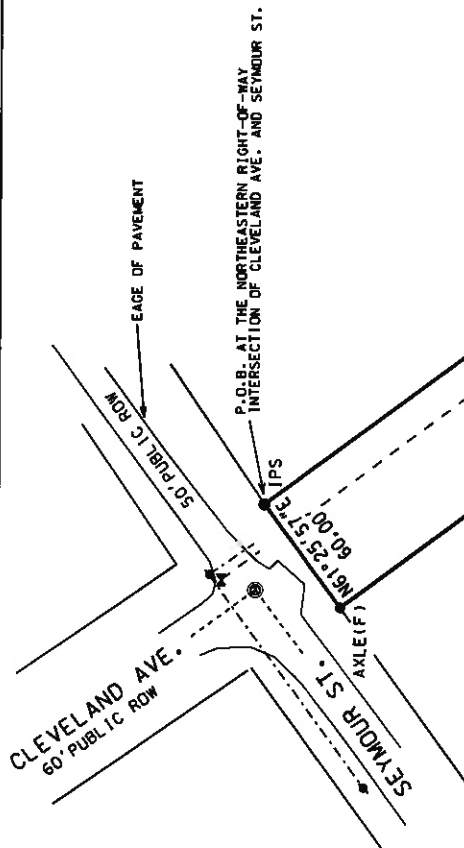 EAGE OF PAVEMENT
P.O.B. AT THE NORTHEASTERN RIGHT-OF-WAY
INTERSECTION OF CLEVELAND AVE. AND SEYMOUR ST.
50' PUBLIC ROW
IPS
N61°25'57"E
60.00'
AXLE(F)
CLEVELAND AVE.
60' PUBLIC ROW
SEYMOUR ST.